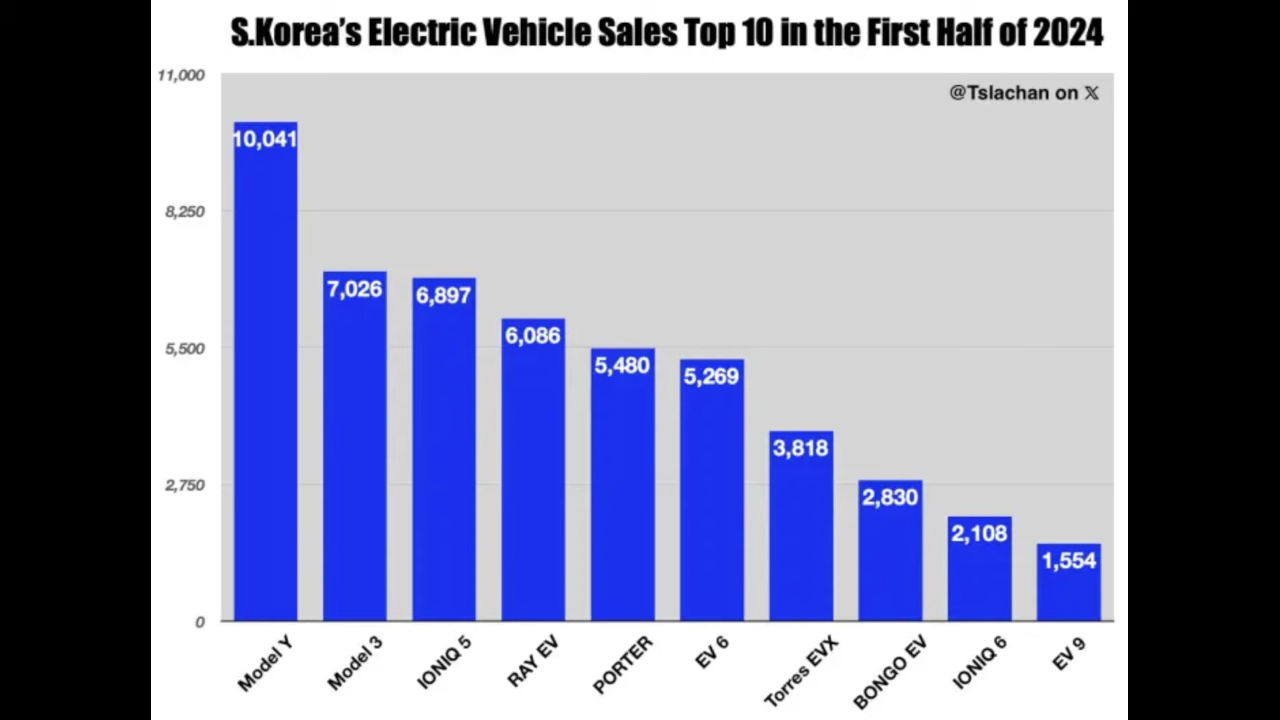 S.Korea's Electric Vehicle Sales Top 10 in the First Half of 2024
@Tslachan on X
11,000
8,250
5,500
2,750
0
10,041
7,026
6,897
6,086
5,480
5,269
3,818
2,830
2,108
1,554
Model Y
Model 3
IONIQ 5
RAY EV
PORTER
EV 6
Torres EVX
BONGO EV
IONIQ 6
EV 9